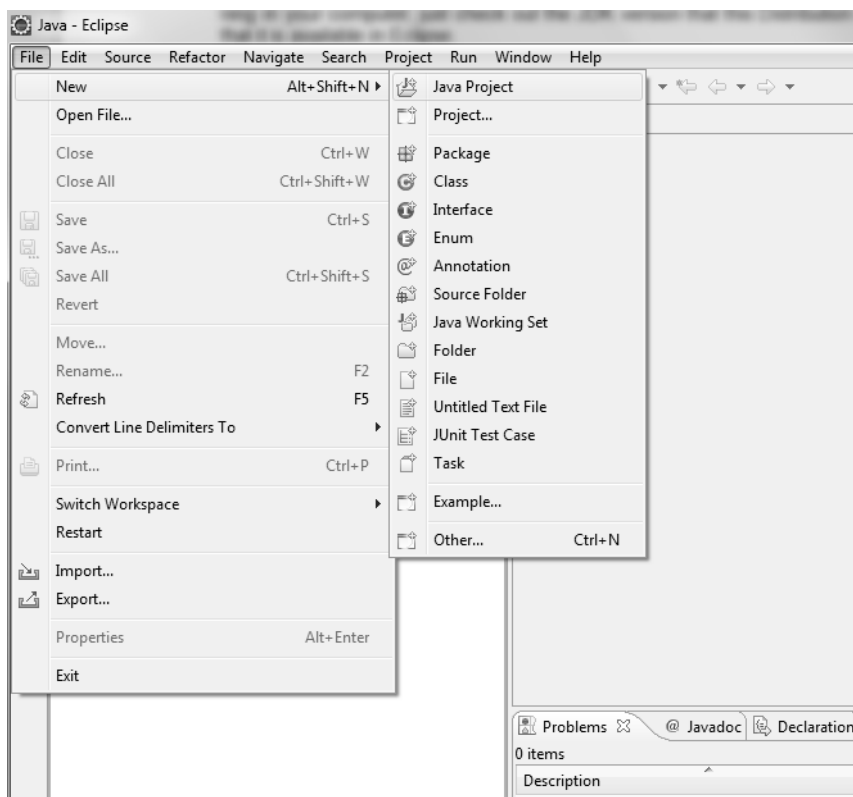 Java - Eclipse
File Edit Source Refactor Navigate Search Project Run Window Help
New Alt+Shift+N
Open File...
Close Ctrl+W
Close All Ctrl+Shift+W
Save Ctrl+S
Save As...
Save All Ctrl+Shift+S
Revert
Move...
Rename... F2
Refresh F5
Convert Line Delimiters To
Print... Ctrl+P
Switch Workspace
Restart
Import...
Export...
Properties Alt+Enter
Exit
Java Project
Project...
Package
Class
Interface
Enum
Annotation
Source Folder
Java Working Set
Folder
File
Untitled Text File
JUnit Test Case
Task
Example...
Other... Ctrl+N
Problems @ Javadoc Declaration
0 items
Description